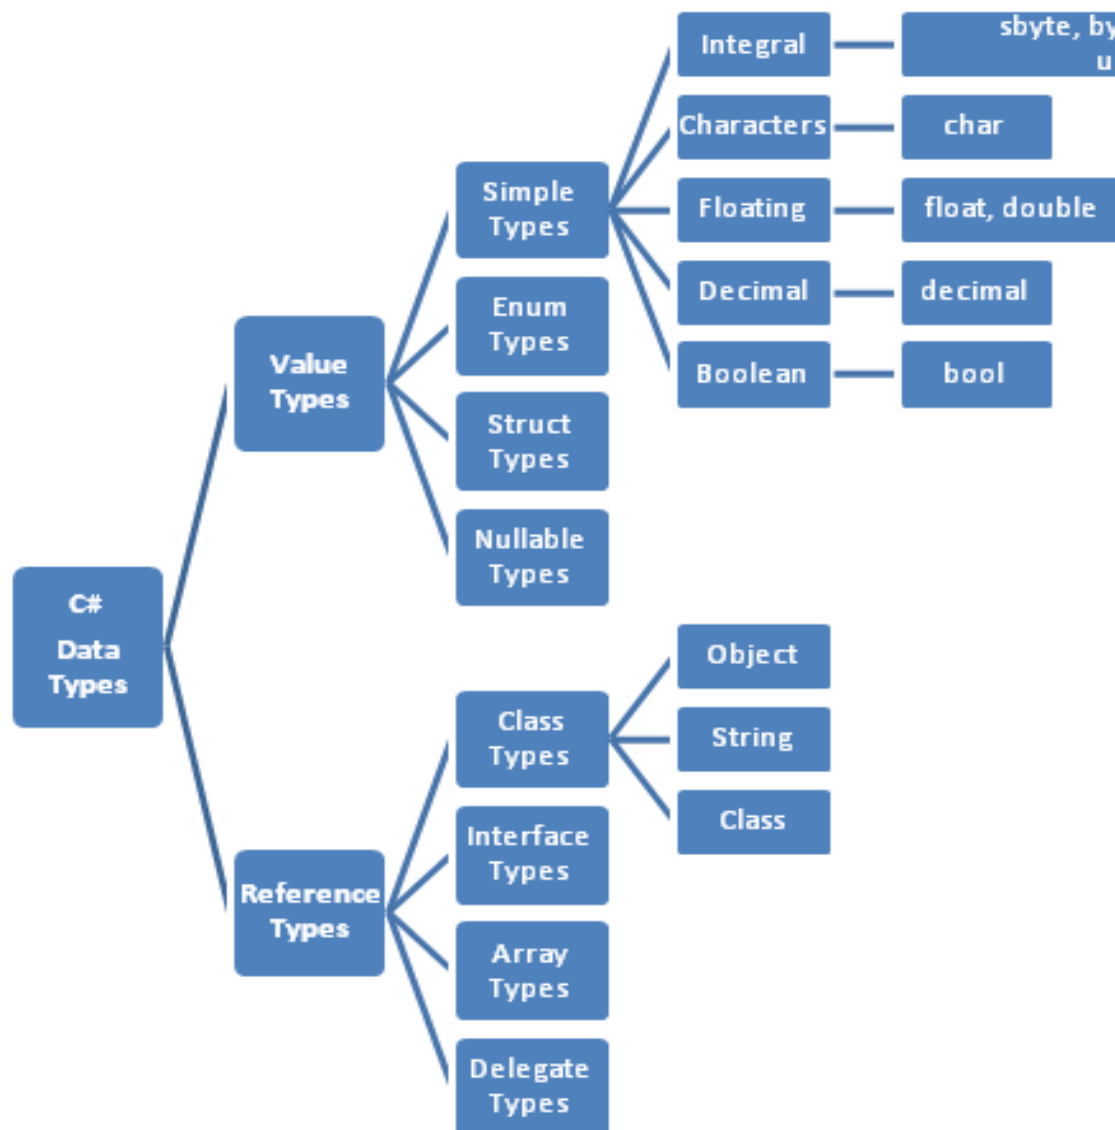 C#
Data
Types
Value
Types
Simple
Types
Integral
sbyte,
Characters
char
Floating
float, double
Decimal
decimal
Boolean
bool
Enum
Types
Struct
Types
Nullable
Types
Reference
Types
Class
Types
Object
String
Class
Interface
Types
Array
Types
Delegate
Types